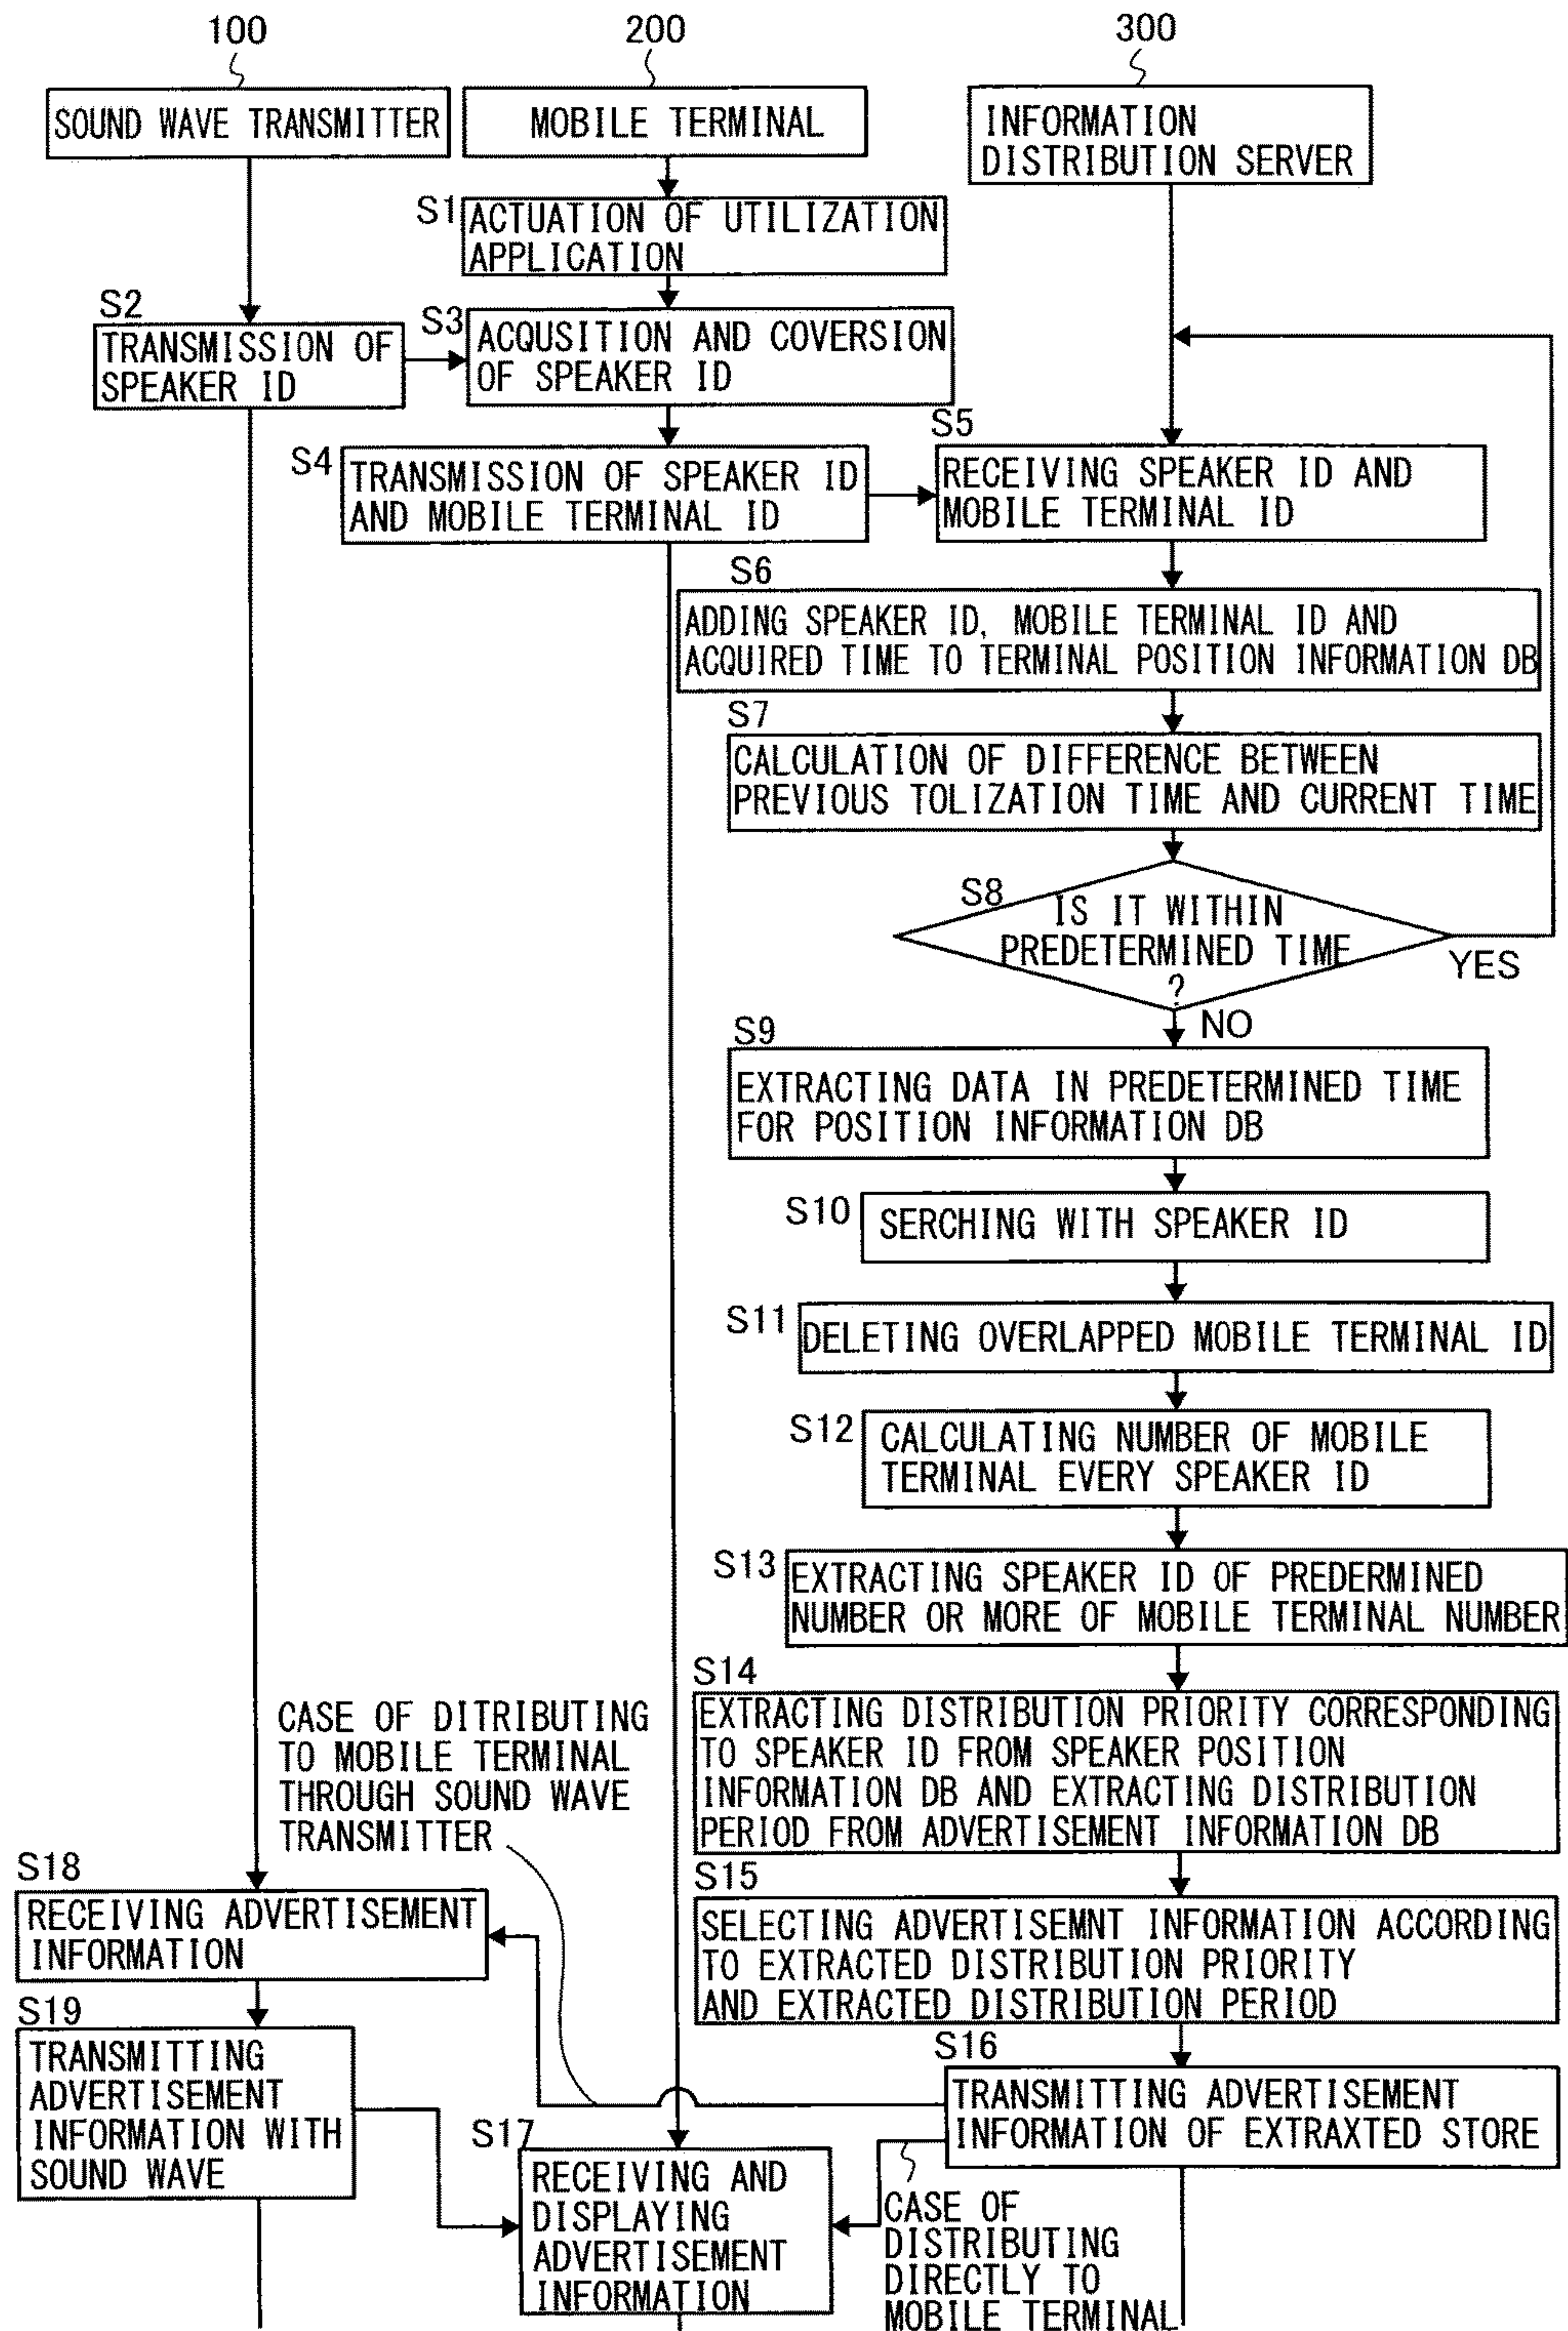 100
200
300
SOUND WAVE TRANSMITTER
MOBILE TERMINAL
INFORMATION
DISTRIBUTION SERVER
S1
ACTUATION OF UTILIZATION
APPLICATION
S2
TRANSMISSION OF
SPEAKER ID
S3
ACQUSITION AND COVERSION
OF SPEAKER ID
S4
TRANSMISSION OF SPEAKER ID
AND MOBILE TERMINAL ID
S5
RECEIVING SPEAKER ID AND
MOBILE TERMINAL ID
S6
ADDING SPEAKER ID, MOBILE TERMINAL ID AND
ACQUIRED TIME TO TERMINAL POSITION INFORMATION DB
S7
CALCULATION OF DIFFERENCE BETWEEN
PREVIOUS TOLIZATION TIME AND CURRENT TIME
S8
IS IT WITHIN
PREDETERMINED TIME
?
YES
NO
S9
EXTRACTING DATA IN PREDETERMINED TIME
FOR POSITION INFORMATION DB
S10
SERCHING WITH SPEAKER ID
S11
DELETING OVERLAPPED MOBILE TERMINAL ID
S12
CALCULATING NUMBER OF MOBILE
TERMINAL EVERY SPEAKER ID
S13
EXTRACTING SPEAKER ID OF PREDERMINED
NUMBER OR MORE OF MOBILE TERMINAL NUMBER
S14
EXTRACTING DISTRIBUTION PRIORITY CORRESPONDING
TO SPEAKER ID FROM SPEAKER POSITION
INFORMATION DB AND EXTRACTING DISTRIBUTION
PERIOD FROM ADVERTISEMENT INFORMATION DB
CASE OF DITRIBUTING
TO MOBILE TERMINAL
THROUGH SOUND WAVE
TRANSMITTER
S15
SELECTING ADVERTISEMNT INFORMATION ACCORDING
TO EXTRACTED DISTRIBUTION PRIORITY
AND EXTRACTED DISTRIBUTION PERIOD
S18
RECEIVING ADVERTISEMENT
INFORMATION
S19
TRANSMITTING
ADVERTISEMENT
INFORMATION WITH
SOUND WAVE
S16
TRANSMITTING ADVERTISEMENT
INFORMATION OF EXTRAXTED STORE
S17
RECEIVING AND
DISPLAYING
ADVERTISEMENT
INFORMATION
CASE OF
DISTRIBUTING
DIRECTLY TO
MOBILE TERMINAL